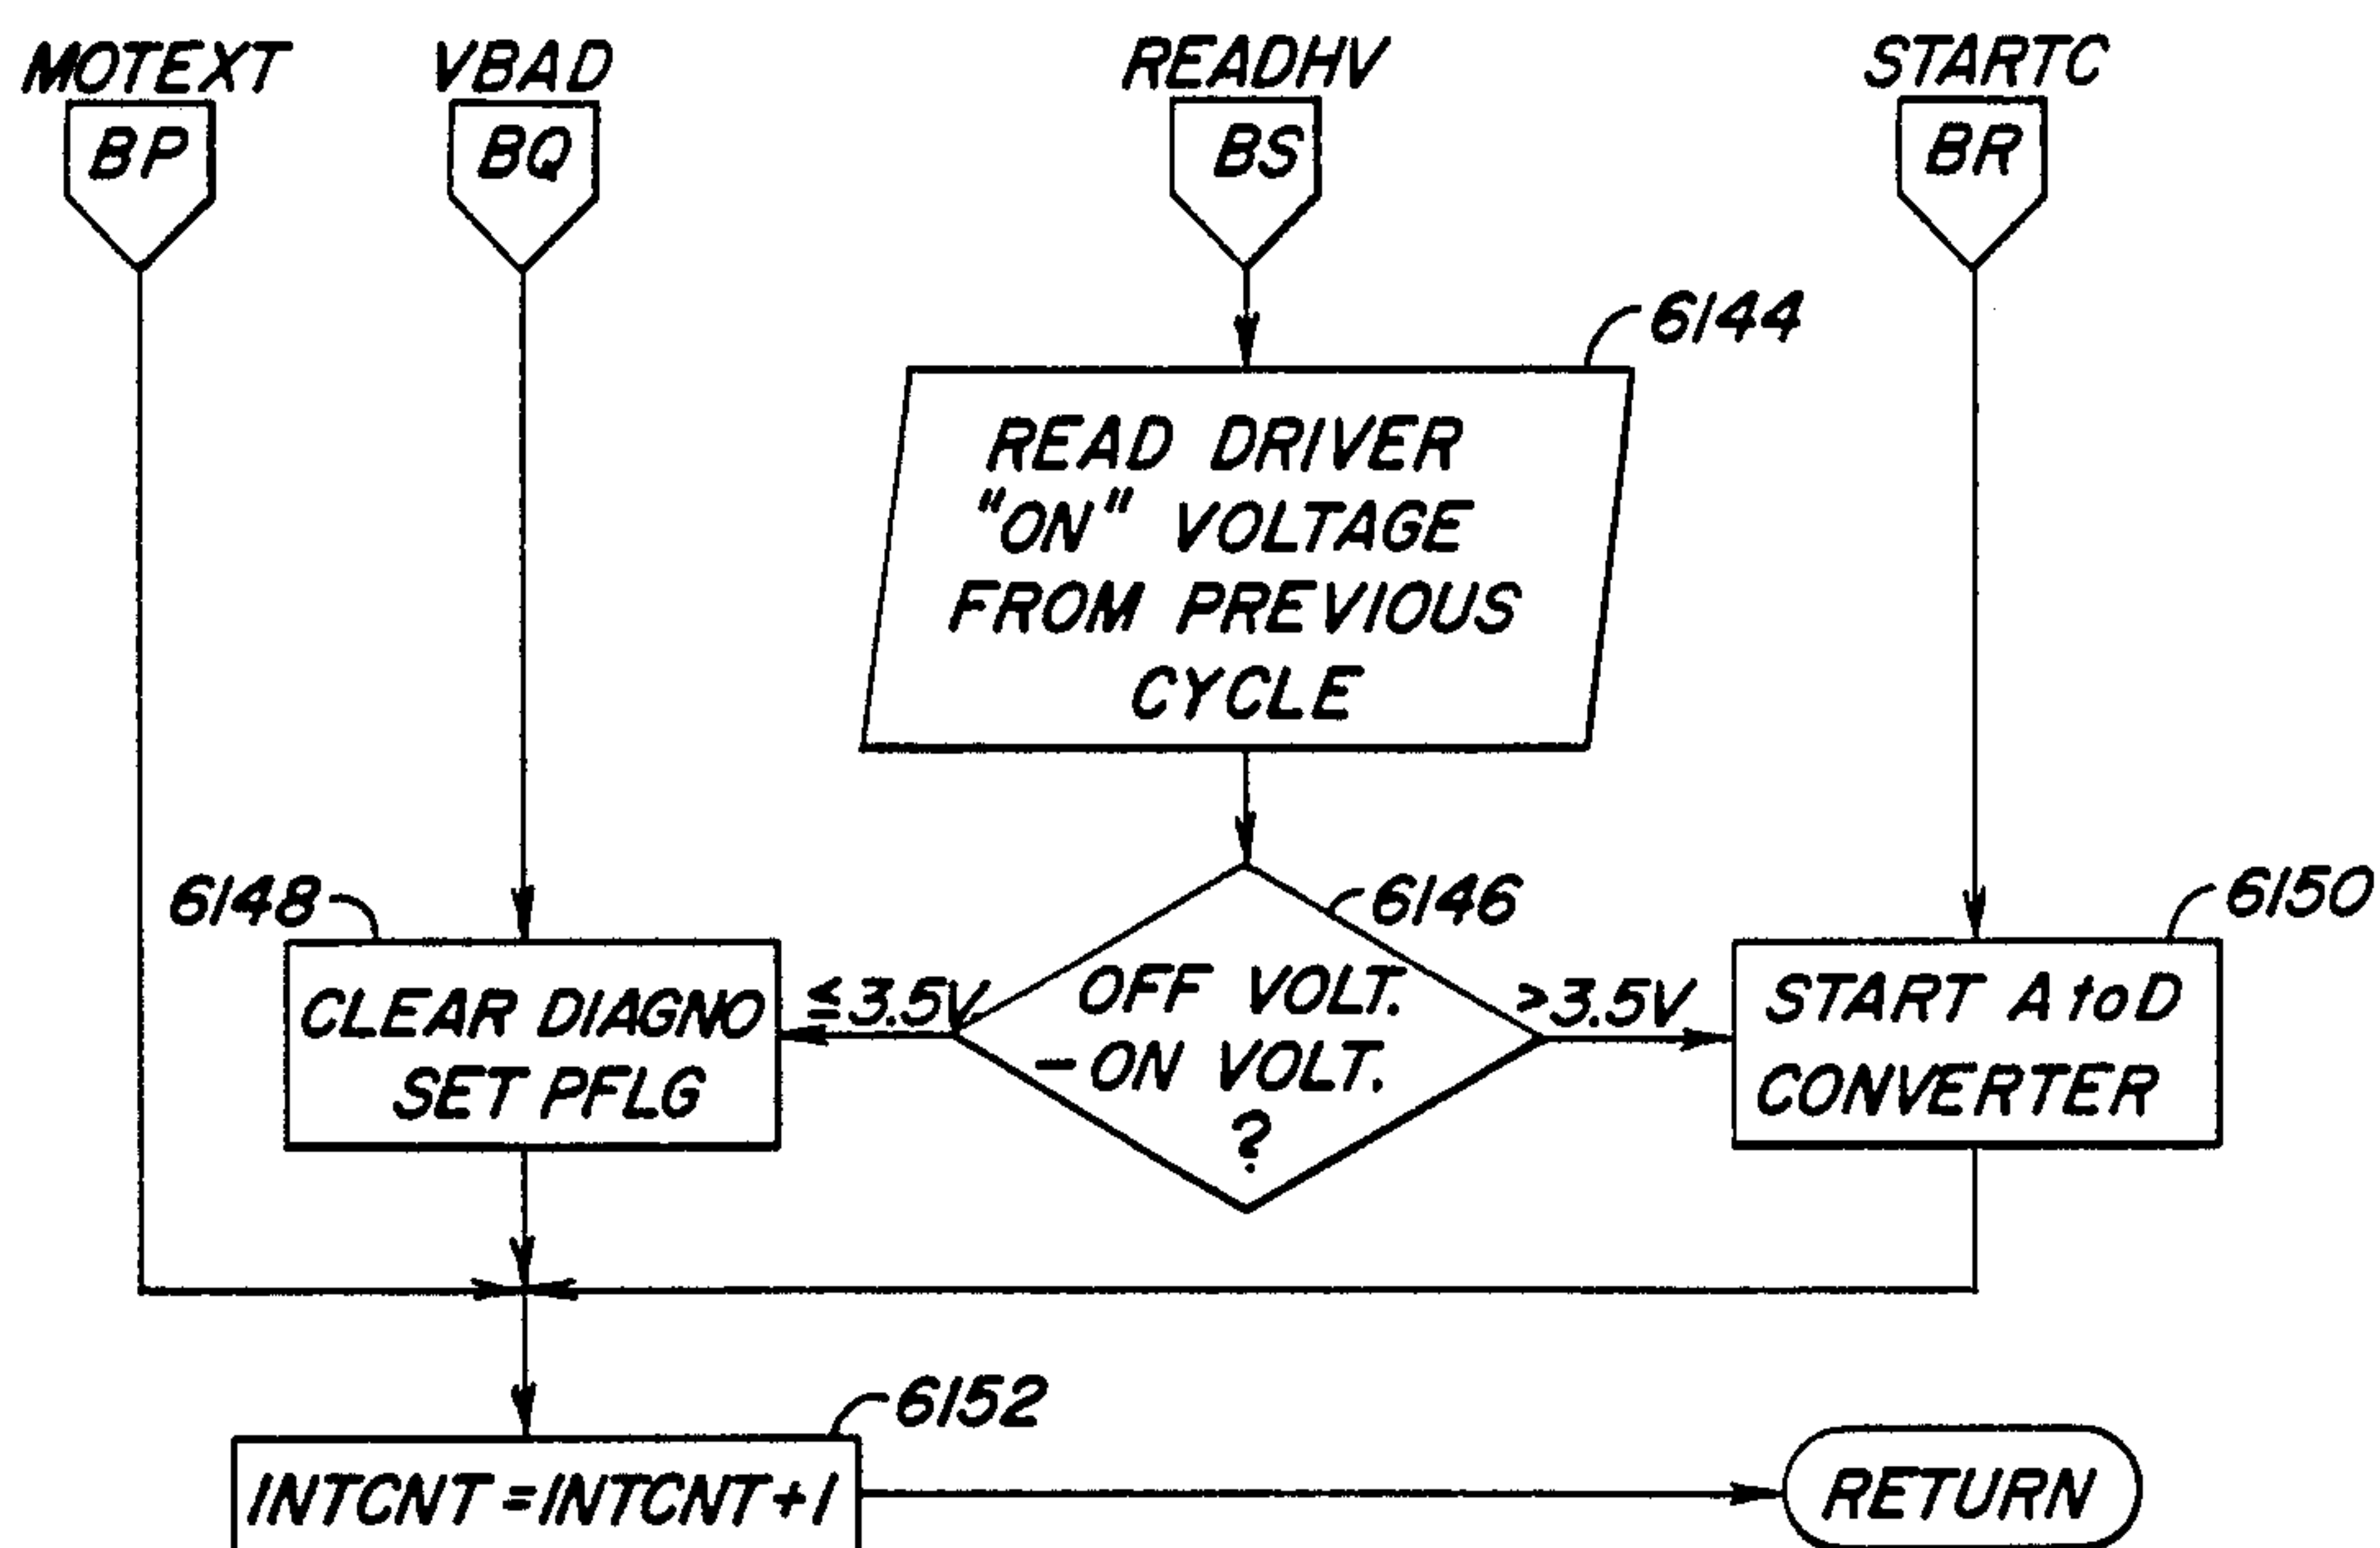 MOTEXT
VBAD
READHV
STARTC
BP
BQ
BS
BR
6144
READ DRIVER
"ON" VOLTAGE
FROM PREVIOUS
CYCLE
6148
6146
6150
CLEAR DIAGNO
SET PFLG
≤3.5V
OFF VOLT.
-ON VOLT.
?
>3.5V
START AtoD
CONVERTER
6152
INTCNT=INTCNT+1
RETURN